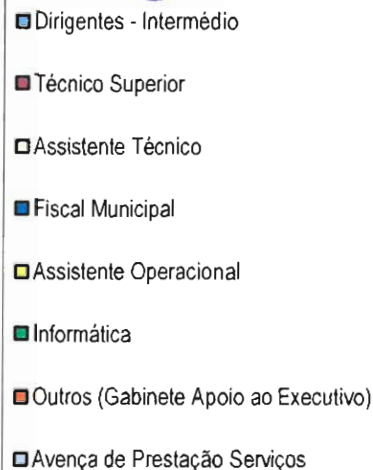 Dirigentes - Intermédio
Técnico Superior
Assistente Técnico
Fiscal Municipal
Assistente Operacional
Informática
Outros (Gabinete Apoio ao Executivo)
Avença de Prestação Serviços